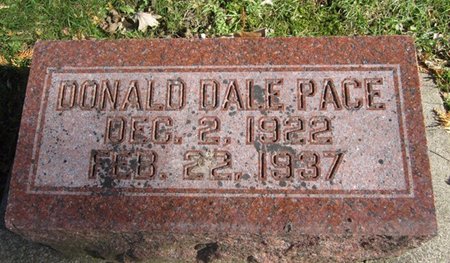 DONALD DALE PACE
DEC. 2, 1922
FEB. 22, 1937